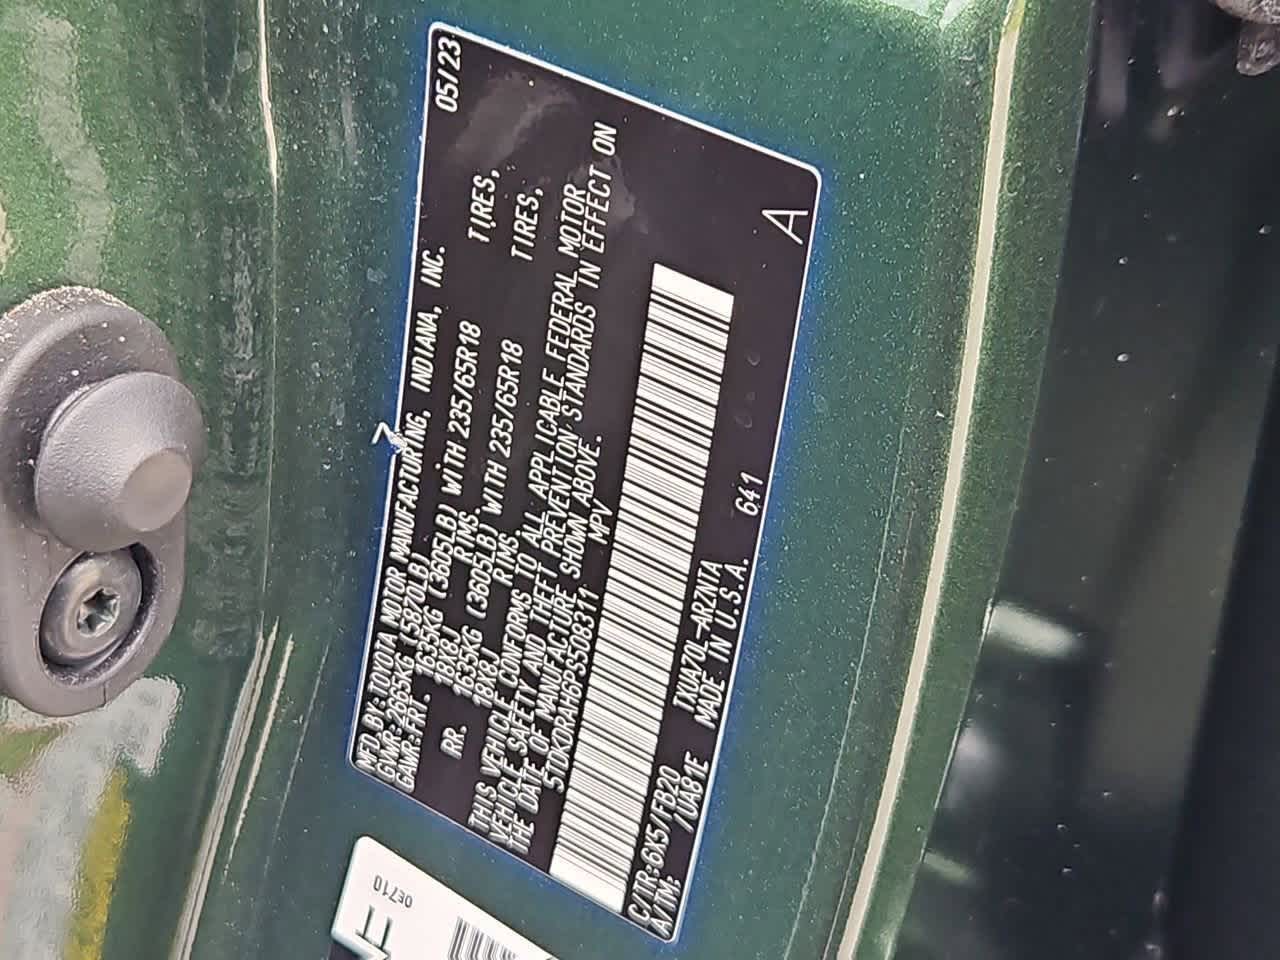 MFD. BY: TOYOTA MOTOR MANUFACTURING, INDIANA, INC. 05/23
GVWR: 2665KG (5870LB)
GAWR: FRT. 1635KG (3605LB) WITH 235/65R18 TIRES,
18X8J RIMS
RR. 1635KG (3605LB) WITH 235/65R18 TIRES,
18X8J RIMS.
THIS VEHICLE CONFORMS TO ALL APPLICABLE FEDERAL MOTOR
VEHICLE SAFETY AND THEFT PREVENTION STANDARDS IN EFFECT ON
THE DATE OF MANUFACTURE SHOWN ABOVE.
5TDKDRAH6PS508311 MPV
C/TR: 6X5/FB20 TXUA70L-ARZNTA
A/TM: /UA81E MADE IN U.S.A. 641
A
0E710